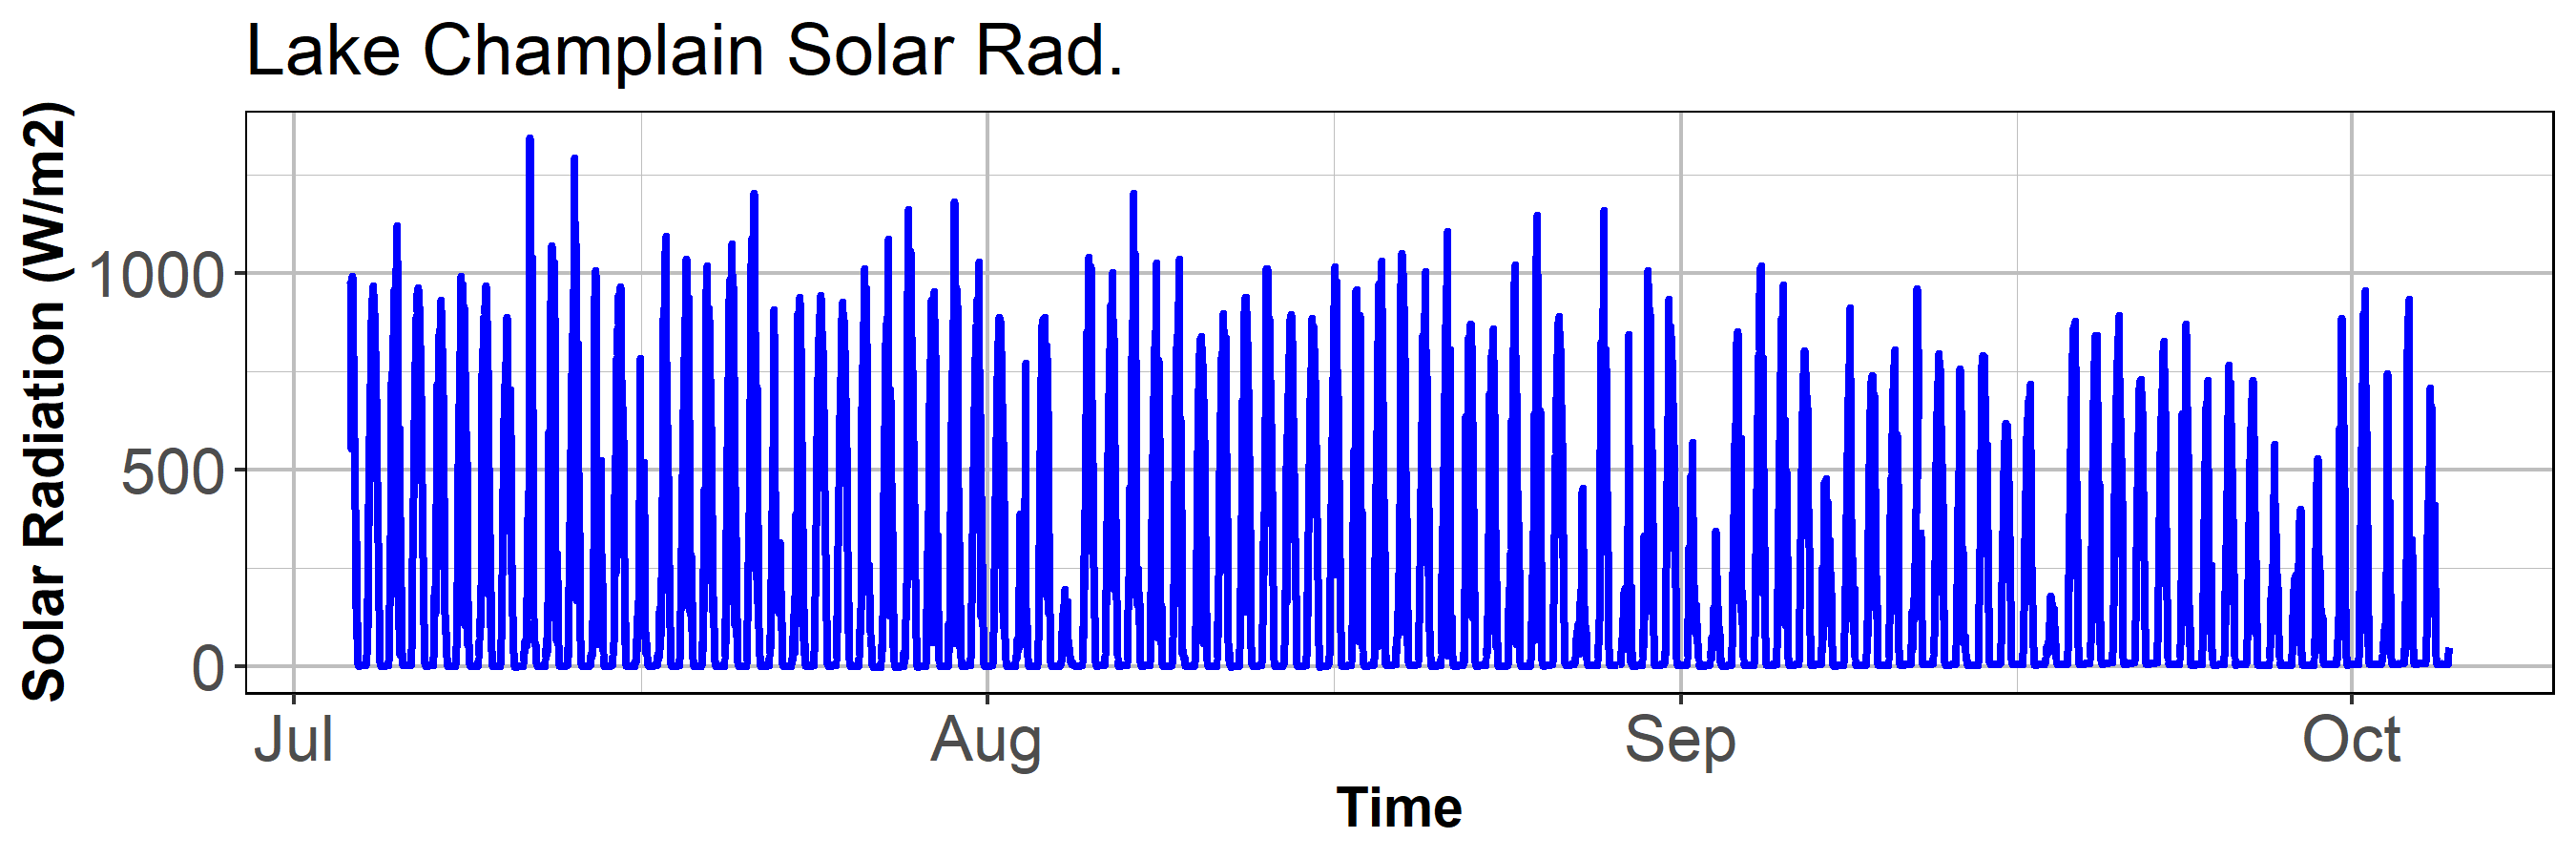 Lake Champlain Solar Rad.
Solar Radiation (W/m2)
1000
500
0
Jul Aug Sep Oct
Time